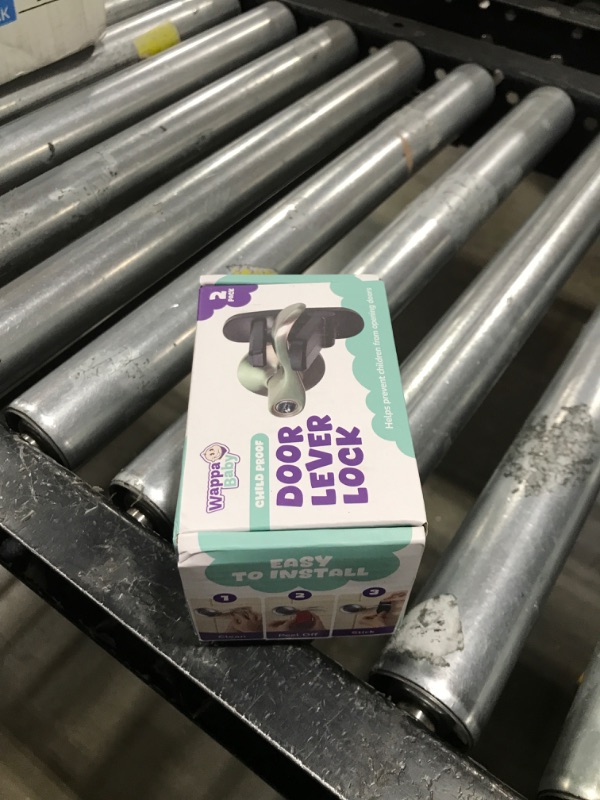 2
PACK
Helps prevent children from opening doors
Wappa
Baby
CHILD PROOF
DOOR
LEVER
LOCK
EASY
TO INSTALL
1
2
3
Clean
Peel Off
Stick
K